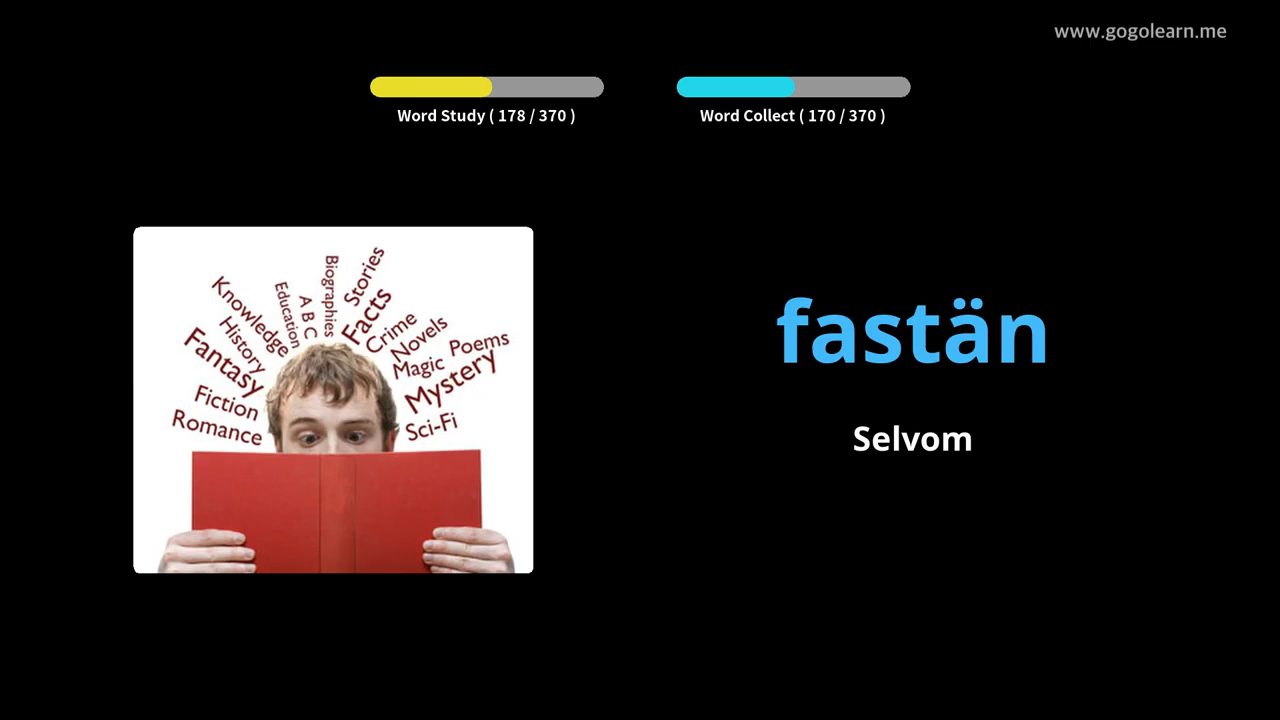 www.gogolearn.me
Word Study ( 178 / 370 )
Word Collect ( 170 / 370 )
Knowledge
Education
A B C
Biographies
Stories
Facts
History
Crime
Novels
Fantasy
Magic
Poems
Mystery
Fiction
Romance
Sci-Fi
fastän
Selvom